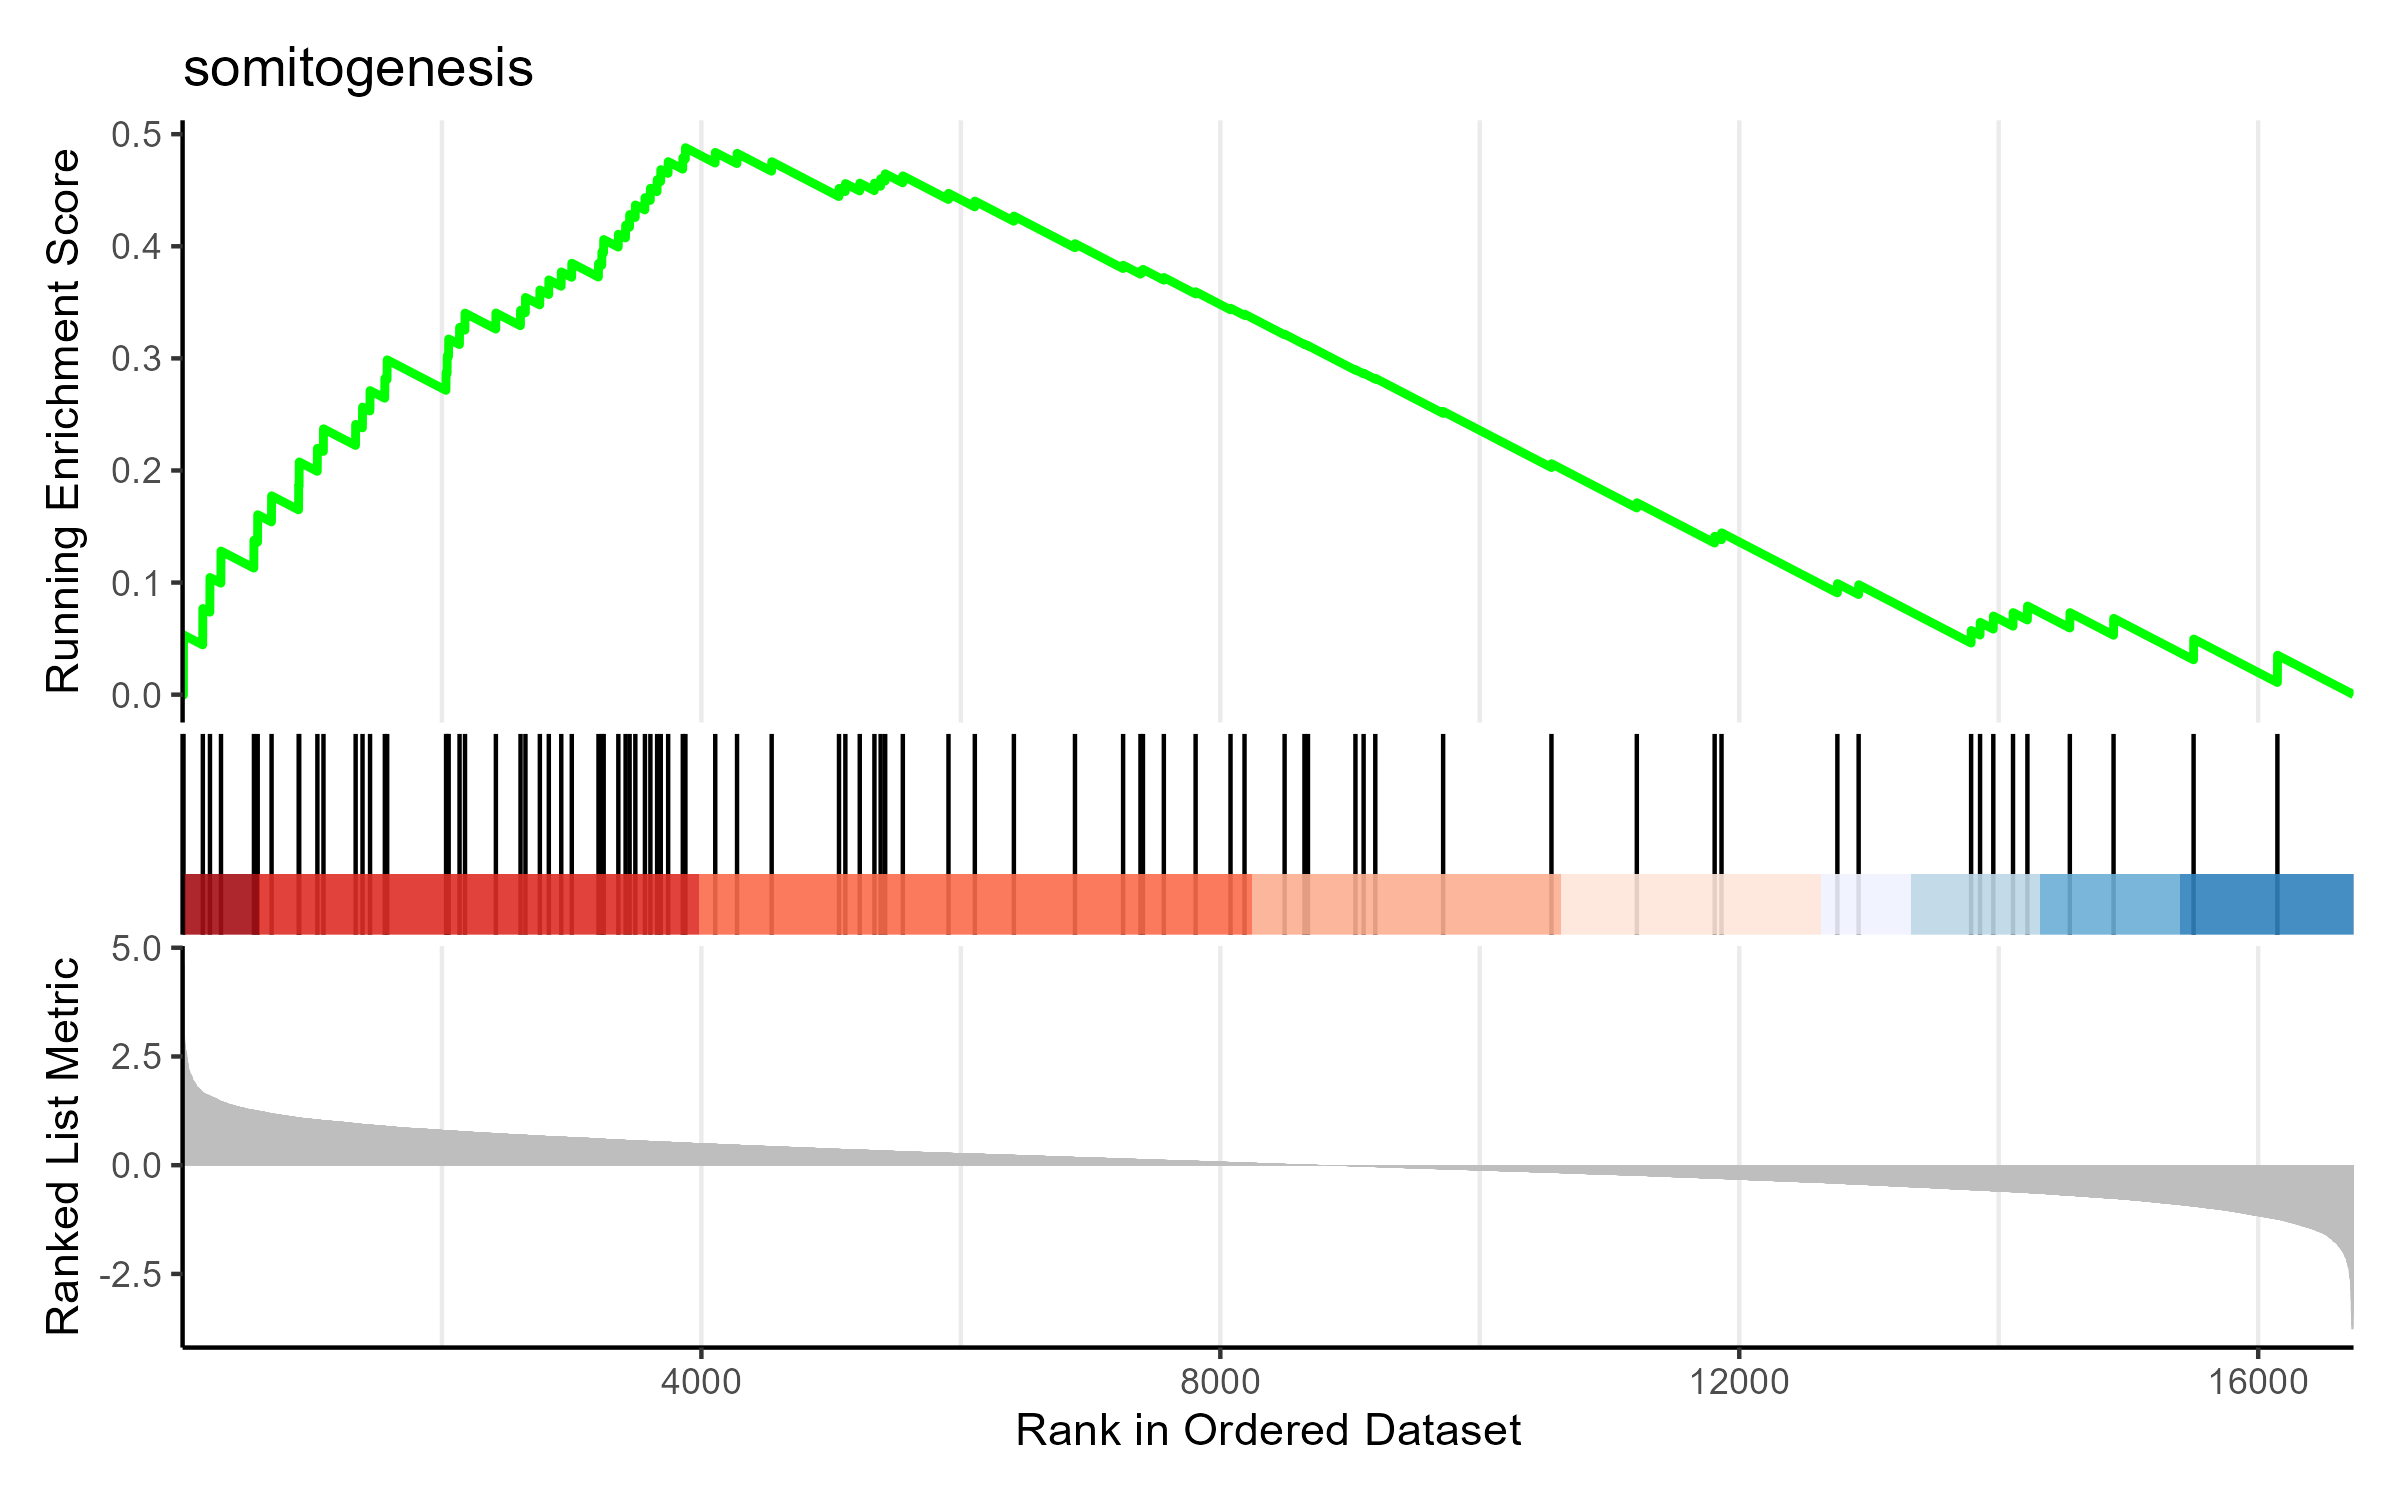 somitogenesis
Running Enrichment Score
0.5
0.4
0.3
0.2
0.1
0.0
Ranked List Metric
5.0
2.5
0.0
-2.5
4000 8000 12000 16000
Rank in Ordered Dataset